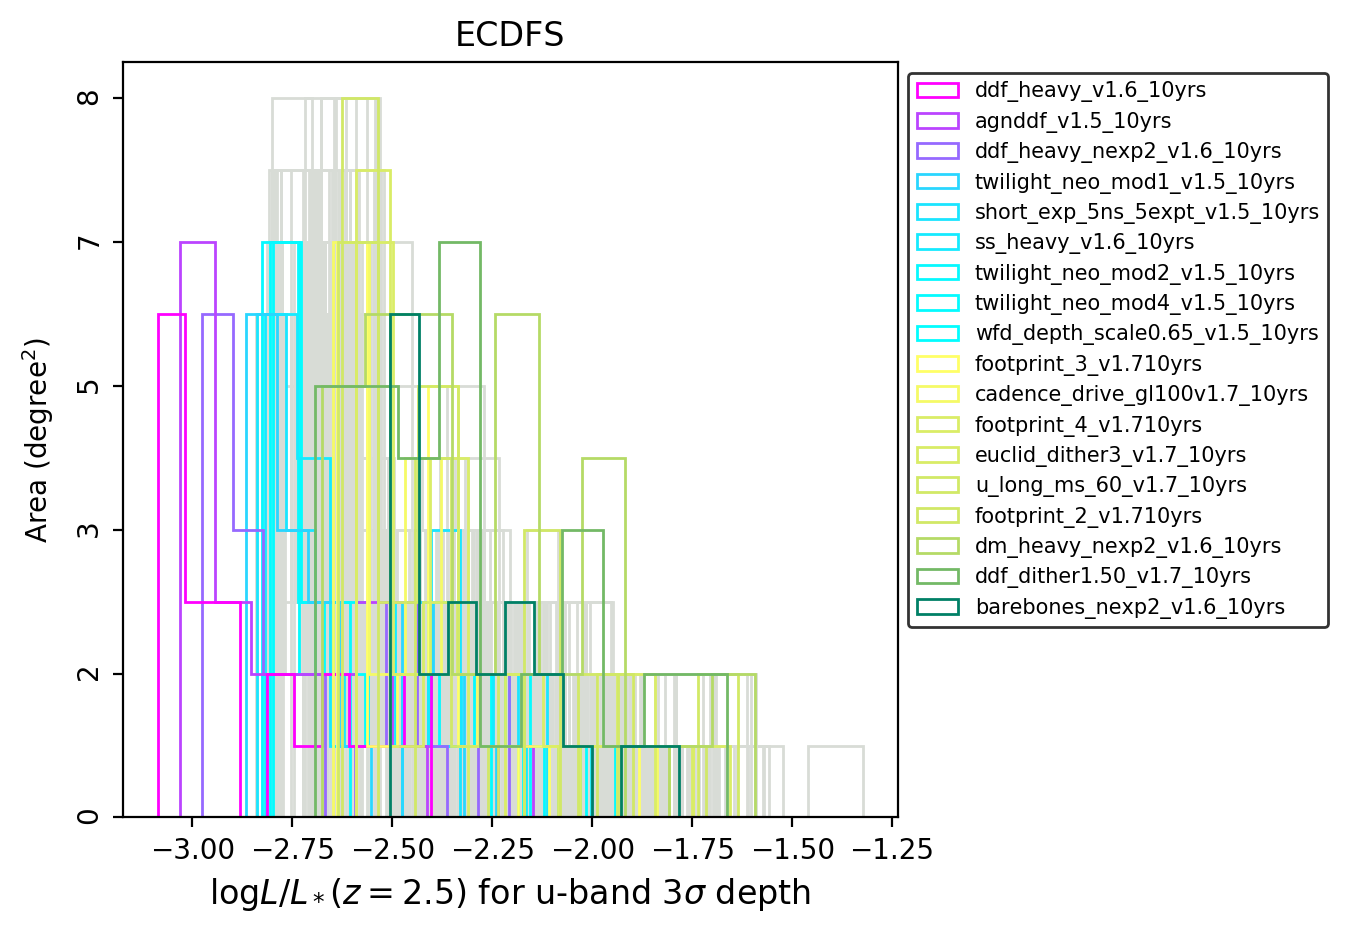 ECDFS
8
7
5
3
2
0
Area (degree²)
−3.00 −2.75 −2.50 −2.25 −2.00 −1.75 −1.50 −1.25
logL/L*(z = 2.5) for u-band 3σ depth
ddf_heavy_v1.6_10yrs
agnddf_v1.5_10yrs
ddf_heavy_nexp2_v1.6_10yrs
twilight_neo_mod1_v1.5_10yrs
short_exp_5ns_5expt_v1.5_10yrs
ss_heavy_v1.6_10yrs
twilight_neo_mod2_v1.5_10yrs
twilight_neo_mod4_v1.5_10yrs
wfd_depth_scale0.65_v1.5_10yrs
footprint_3_v1.710yrs
cadence_drive_gl100v1.7_10yrs
footprint_4_v1.710yrs
euclid_dither3_v1.7_10yrs
u_long_ms_60_v1.7_10yrs
footprint_2_v1.710yrs
dm_heavy_nexp2_v1.6_10yrs
ddf_dither1.50_v1.7_10yrs
barebones_nexp2_v1.6_10yrs